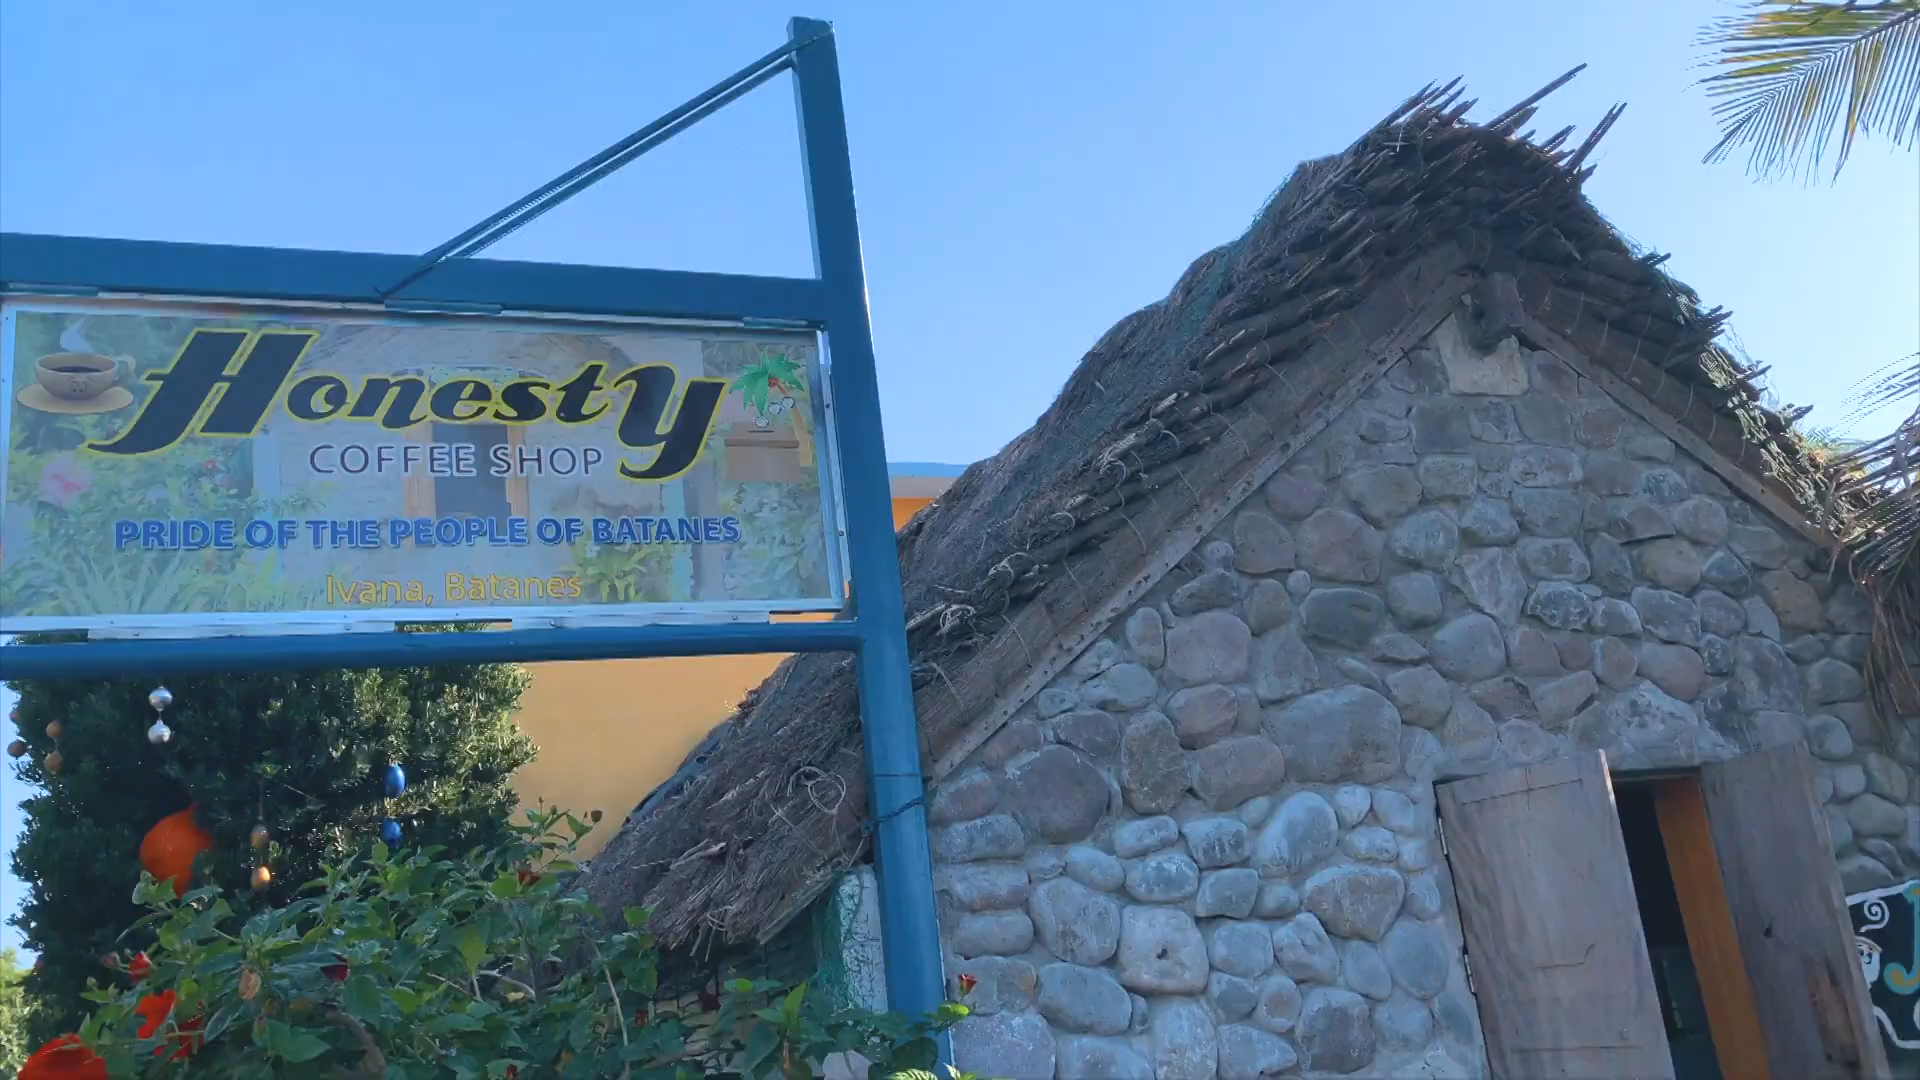 Honesty
COFFEE SHOP
PRIDE OF THE PEOPLE OF BATANES
Ivana, Batanes